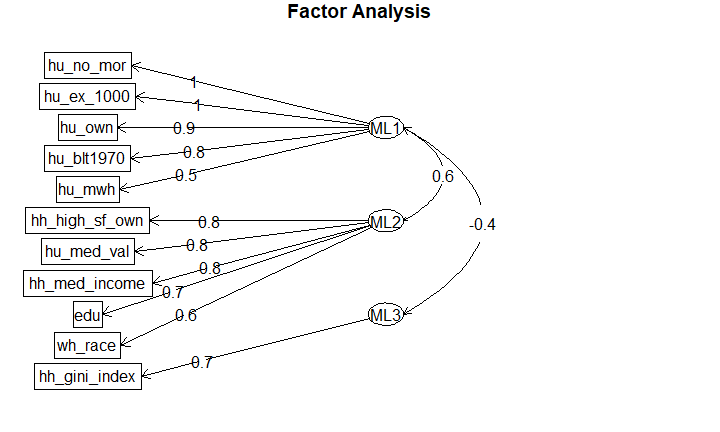 Factor Analysis
hu_no_mor
1
hu_ex_1000
1
hu_own
0.9
ML1
hu_blt1970
0.8
hu_mwh
0.5
0.6
hh_high_sf_own
0.8
ML2
-0.4
hu_med_val
0.8
hh_med_income
0.8
0.7
edu
0.6
ML3
wh_race
hh_gini_index
0.7